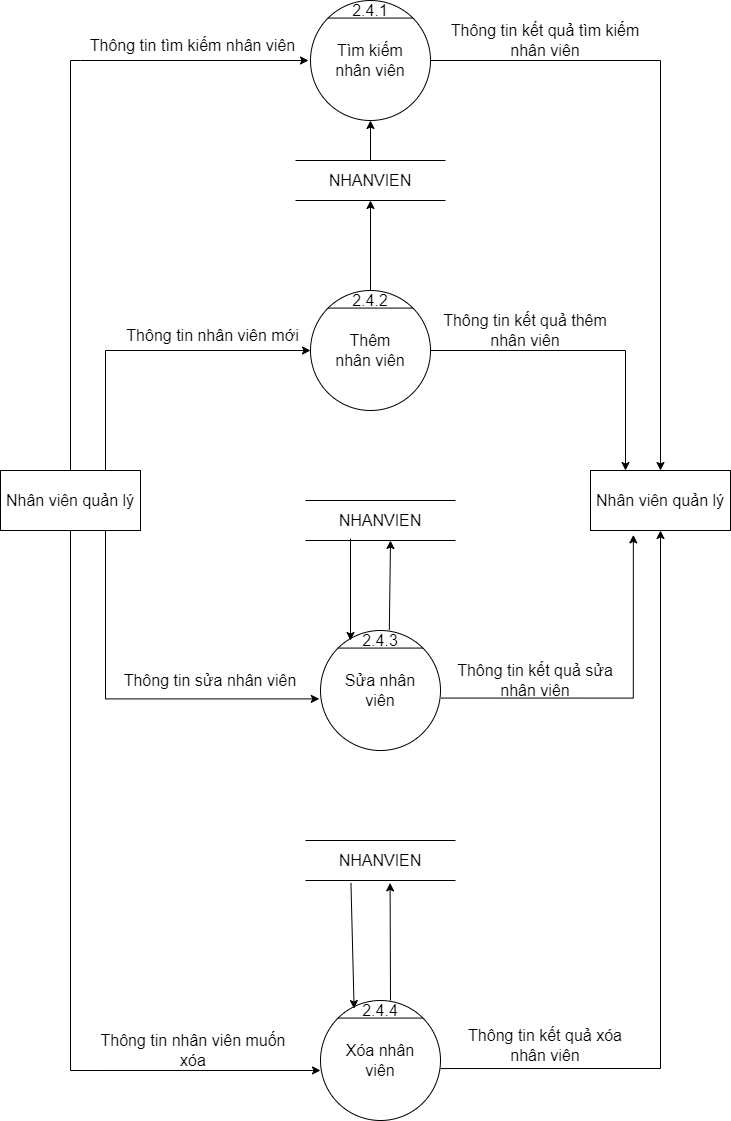 2.4.1
Thông tin tìm kiếm nhân viên
Tìm kiếm
nhân viên
Thông tin kết quả tìm kiếm
nhân viên
NHANVIEN
2.4.2
Thông tin nhân viên mới
Thêm
nhân viên
Thông tin kết quả thêm
nhân viên
Nhân viên quản lý
Nhân viên quản lý
NHANVIEN
2.4.3
Thông tin sửa nhân viên
Sửa nhân
viên
Thông tin kết quả sửa
nhân viên
NHANVIEN
2.4.4
Thông tin nhân viên muốn
xóa
Xóa nhân
viên
Thông tin kết quả xóa
nhân viên